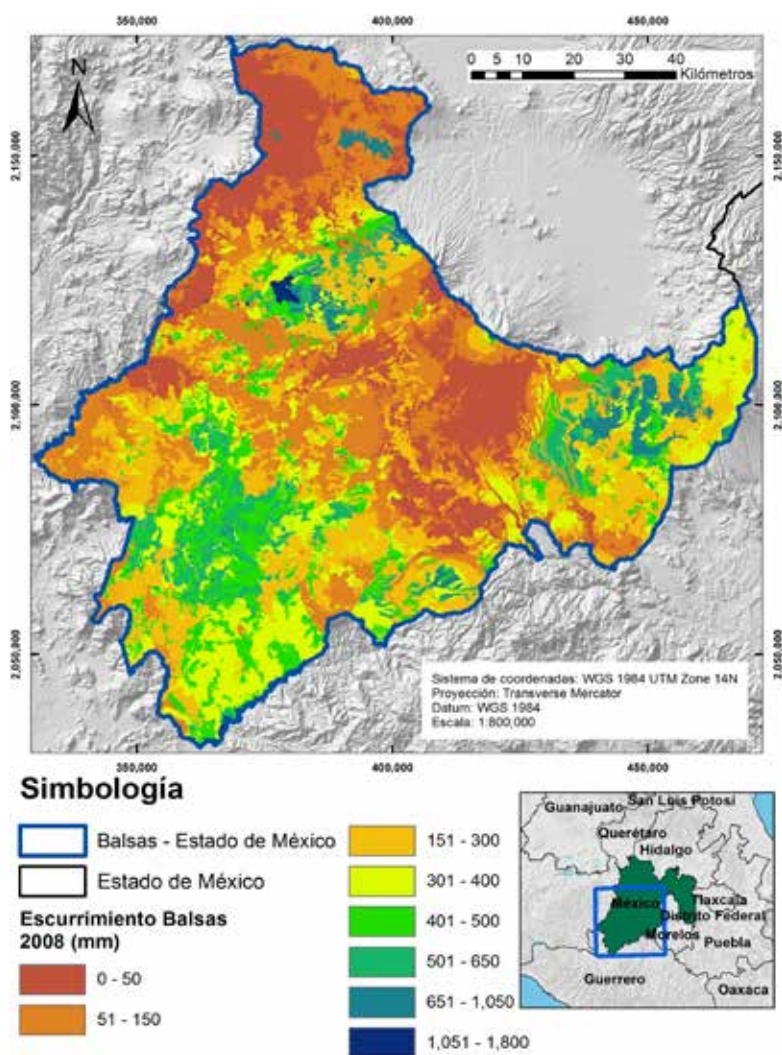 350,000
400,000
450,000
0 5 10 20 30 40
Kilómetros
N
2,150,000
2,150,000
2,100,000
2,100,000
2,050,000
2,050,000
Sistema de coordenadas: WGS 1984 UTM Zone 14N
Proyección: Transverse Mercator
Datum: WGS 1984
Escala: 1:800,000
350,000
400,000
450,000
Simbología
Balsas - Estado de México
Estado de México
Escurrimiento Balsas
2008 (mm)
0 - 50
51 - 150
151 - 300
301 - 400
401 - 500
501 - 650
651 - 1,050
1,051 - 1,800
San Luis Potosí
Guanajuato
Querétaro
Hidalgo
México
Tlaxcala
Distrito Federal
Morelos
Puebla
Guerrero
Oaxaca